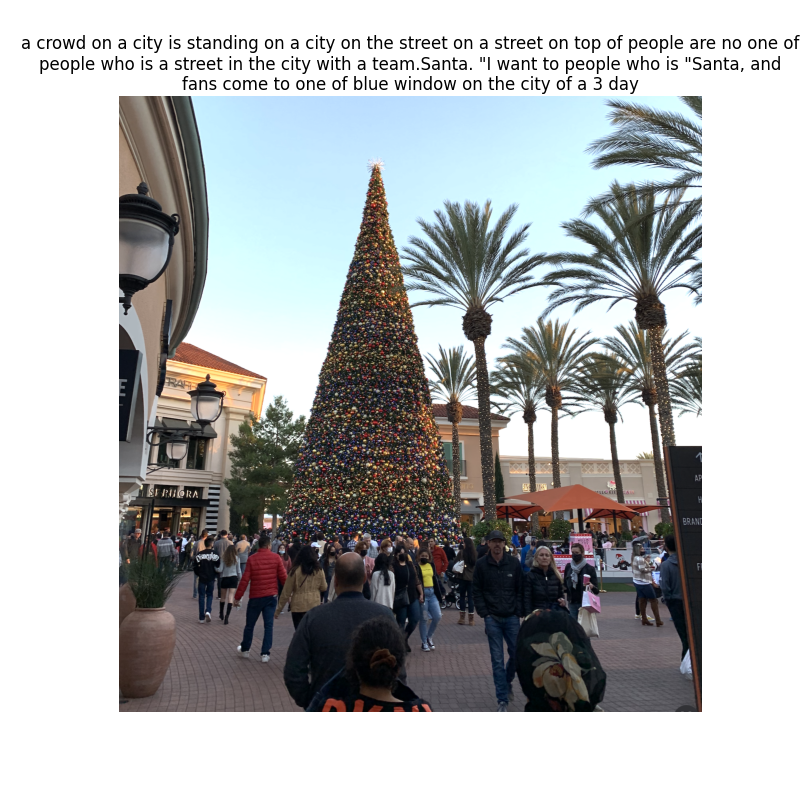 a crowd on a city is standing on a city on the street on a street on top of people are no one of
people who is a street in the city with a team.Santa. "I want to people who is "Santa, and
fans come to one of blue window on the city of a 3 day
SEPHORA